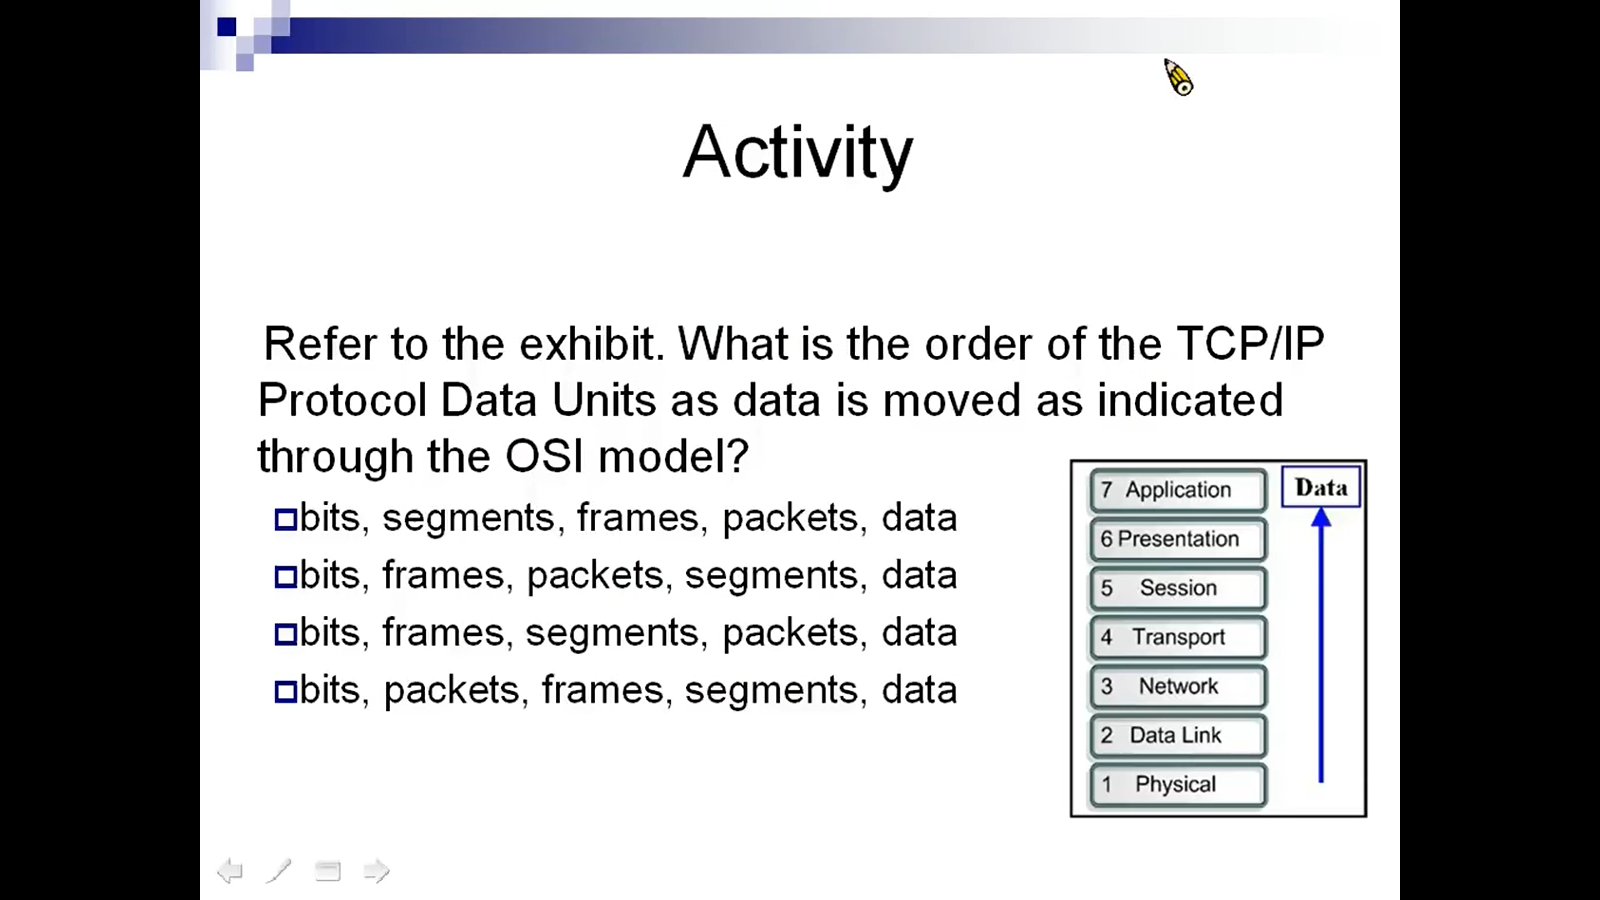 Activity
Refer to the exhibit. What is the order of the TCP/IP
Protocol Data Units as data is moved as indicated
through the OSI model?
bits, segments, frames, packets, data
bits, frames, packets, segments, data
bits, frames, segments, packets, data
bits, packets, frames, segments, data
7 Application
Data
6 Presentation
5 Session
4 Transport
3 Network
2 Data Link
1 Physical